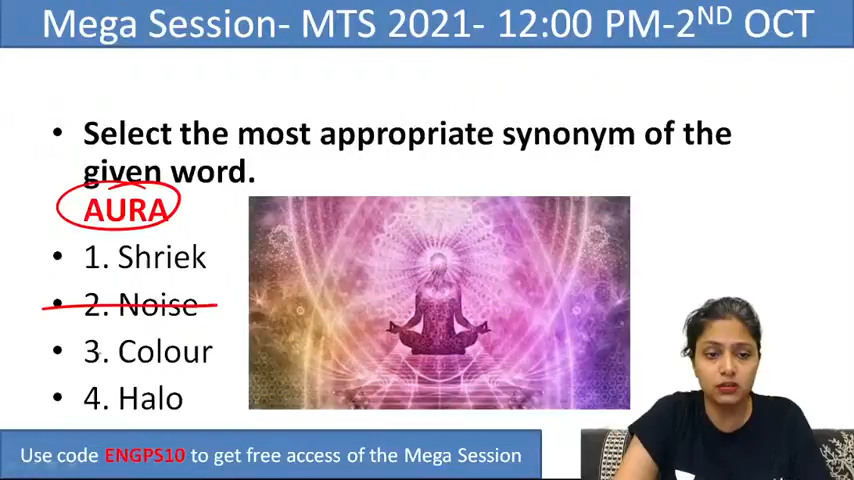 Mega Session- MTS 2021- 12:00 PM-2ND OCT
• Select the most appropriate synonym of the
given word.
AURA
• 1. Shriek
• 2. Noise
• 3. Colour
• 4. Halo
Use code ENGPS10 to get free access of the Mega Session